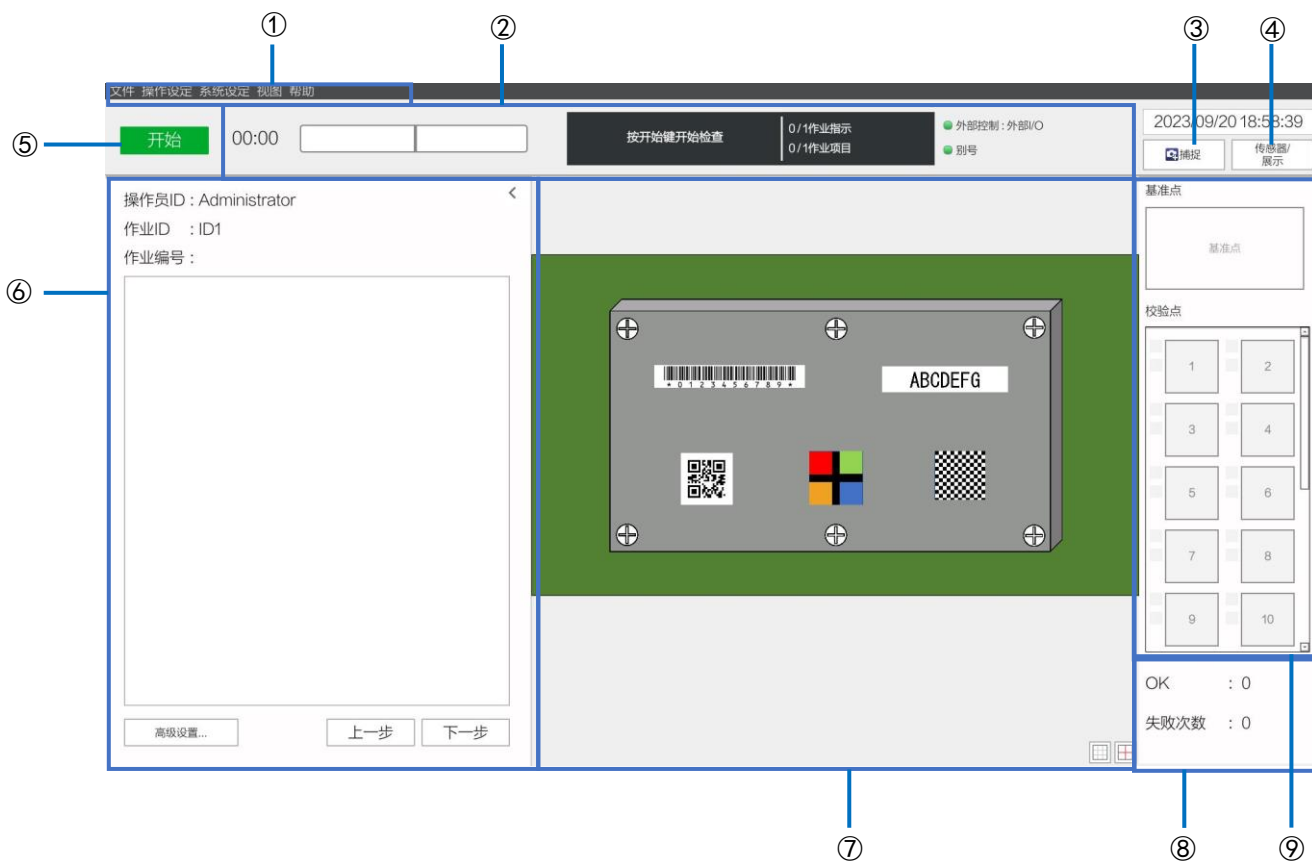 ① ② ③ ④
文件 操作设定 系统设定 视图 帮助
⑤
开始
00:00
按开始键开始检查
0/1作业指示
0/1作业项目
外部控制:外部I/O
别号
2023/09/20 18:58:39
捕捉
传感器/
展示
⑥
操作员ID : Administrator
<
作业ID : ID1
作业编号 :
高级设置...
上一步
下一步
*0123456789*
ABCDEFG
基准点
基准点
校验点
1 2
3 4
5 6
7 8
9 10
OK : 0
失败次数 : 0
⑦ ⑧ ⑨